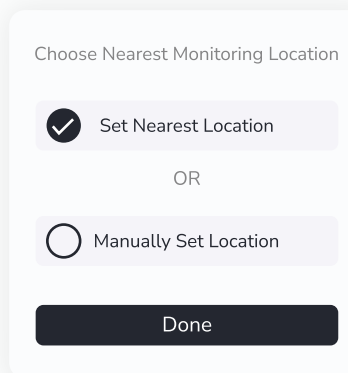 Choose Nearest Monitoring Location
Set Nearest Location
OR
Manually Set Location
Done